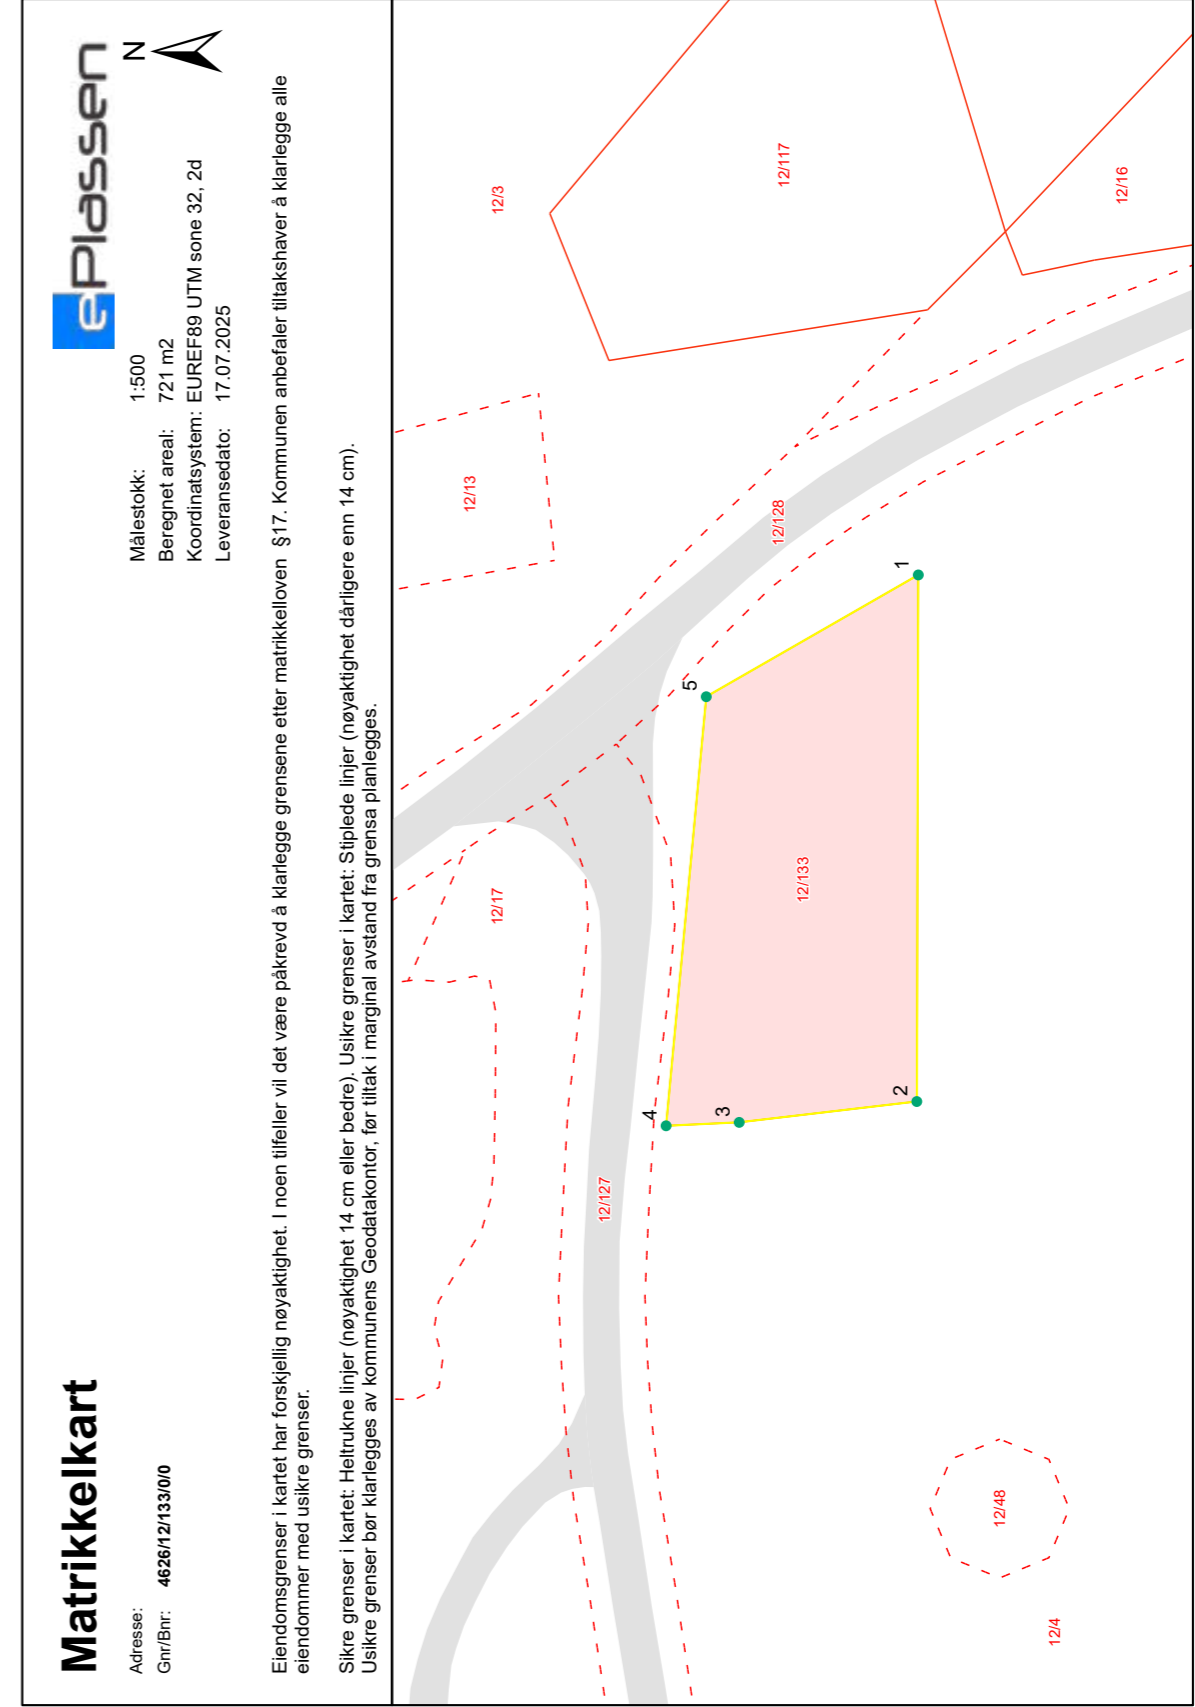 Matrikkelkart
ePlassen
N
Adresse:
Gnr/Bnr: 4626/12/133/0/0
Målestokk: 1:500
Beregnet areal: 721 m2
Koordinatsystem: EUREF89 UTM sone 32, 2d
Leveransedato: 17.07.2025
Eiendomsgrenser i kartet har forskjellig nøyaktighet. I noen tilfeller vil det være påkrevd å klarlegge grensene etter matrikkelloven §17. Kommunen anbefaler tiltakshaver å klarlegge alle
eiendommer med usikre grenser.
Sikre grenser i kartet: Heltrukne linjer (nøyaktighet 14 cm eller bedre). Usikre grenser i kartet: Stiplede linjer (nøyaktighet dårligere enn 14 cm).
Usikre grenser bør klarlegges av kommunens Geodatakontor, før tiltak i marginal avstand fra grensa planlegges.
12/13
12/3
12/17
12/127
12/128
12/117
4
5
3
12/133
2
1
12/48
12/4
12/16